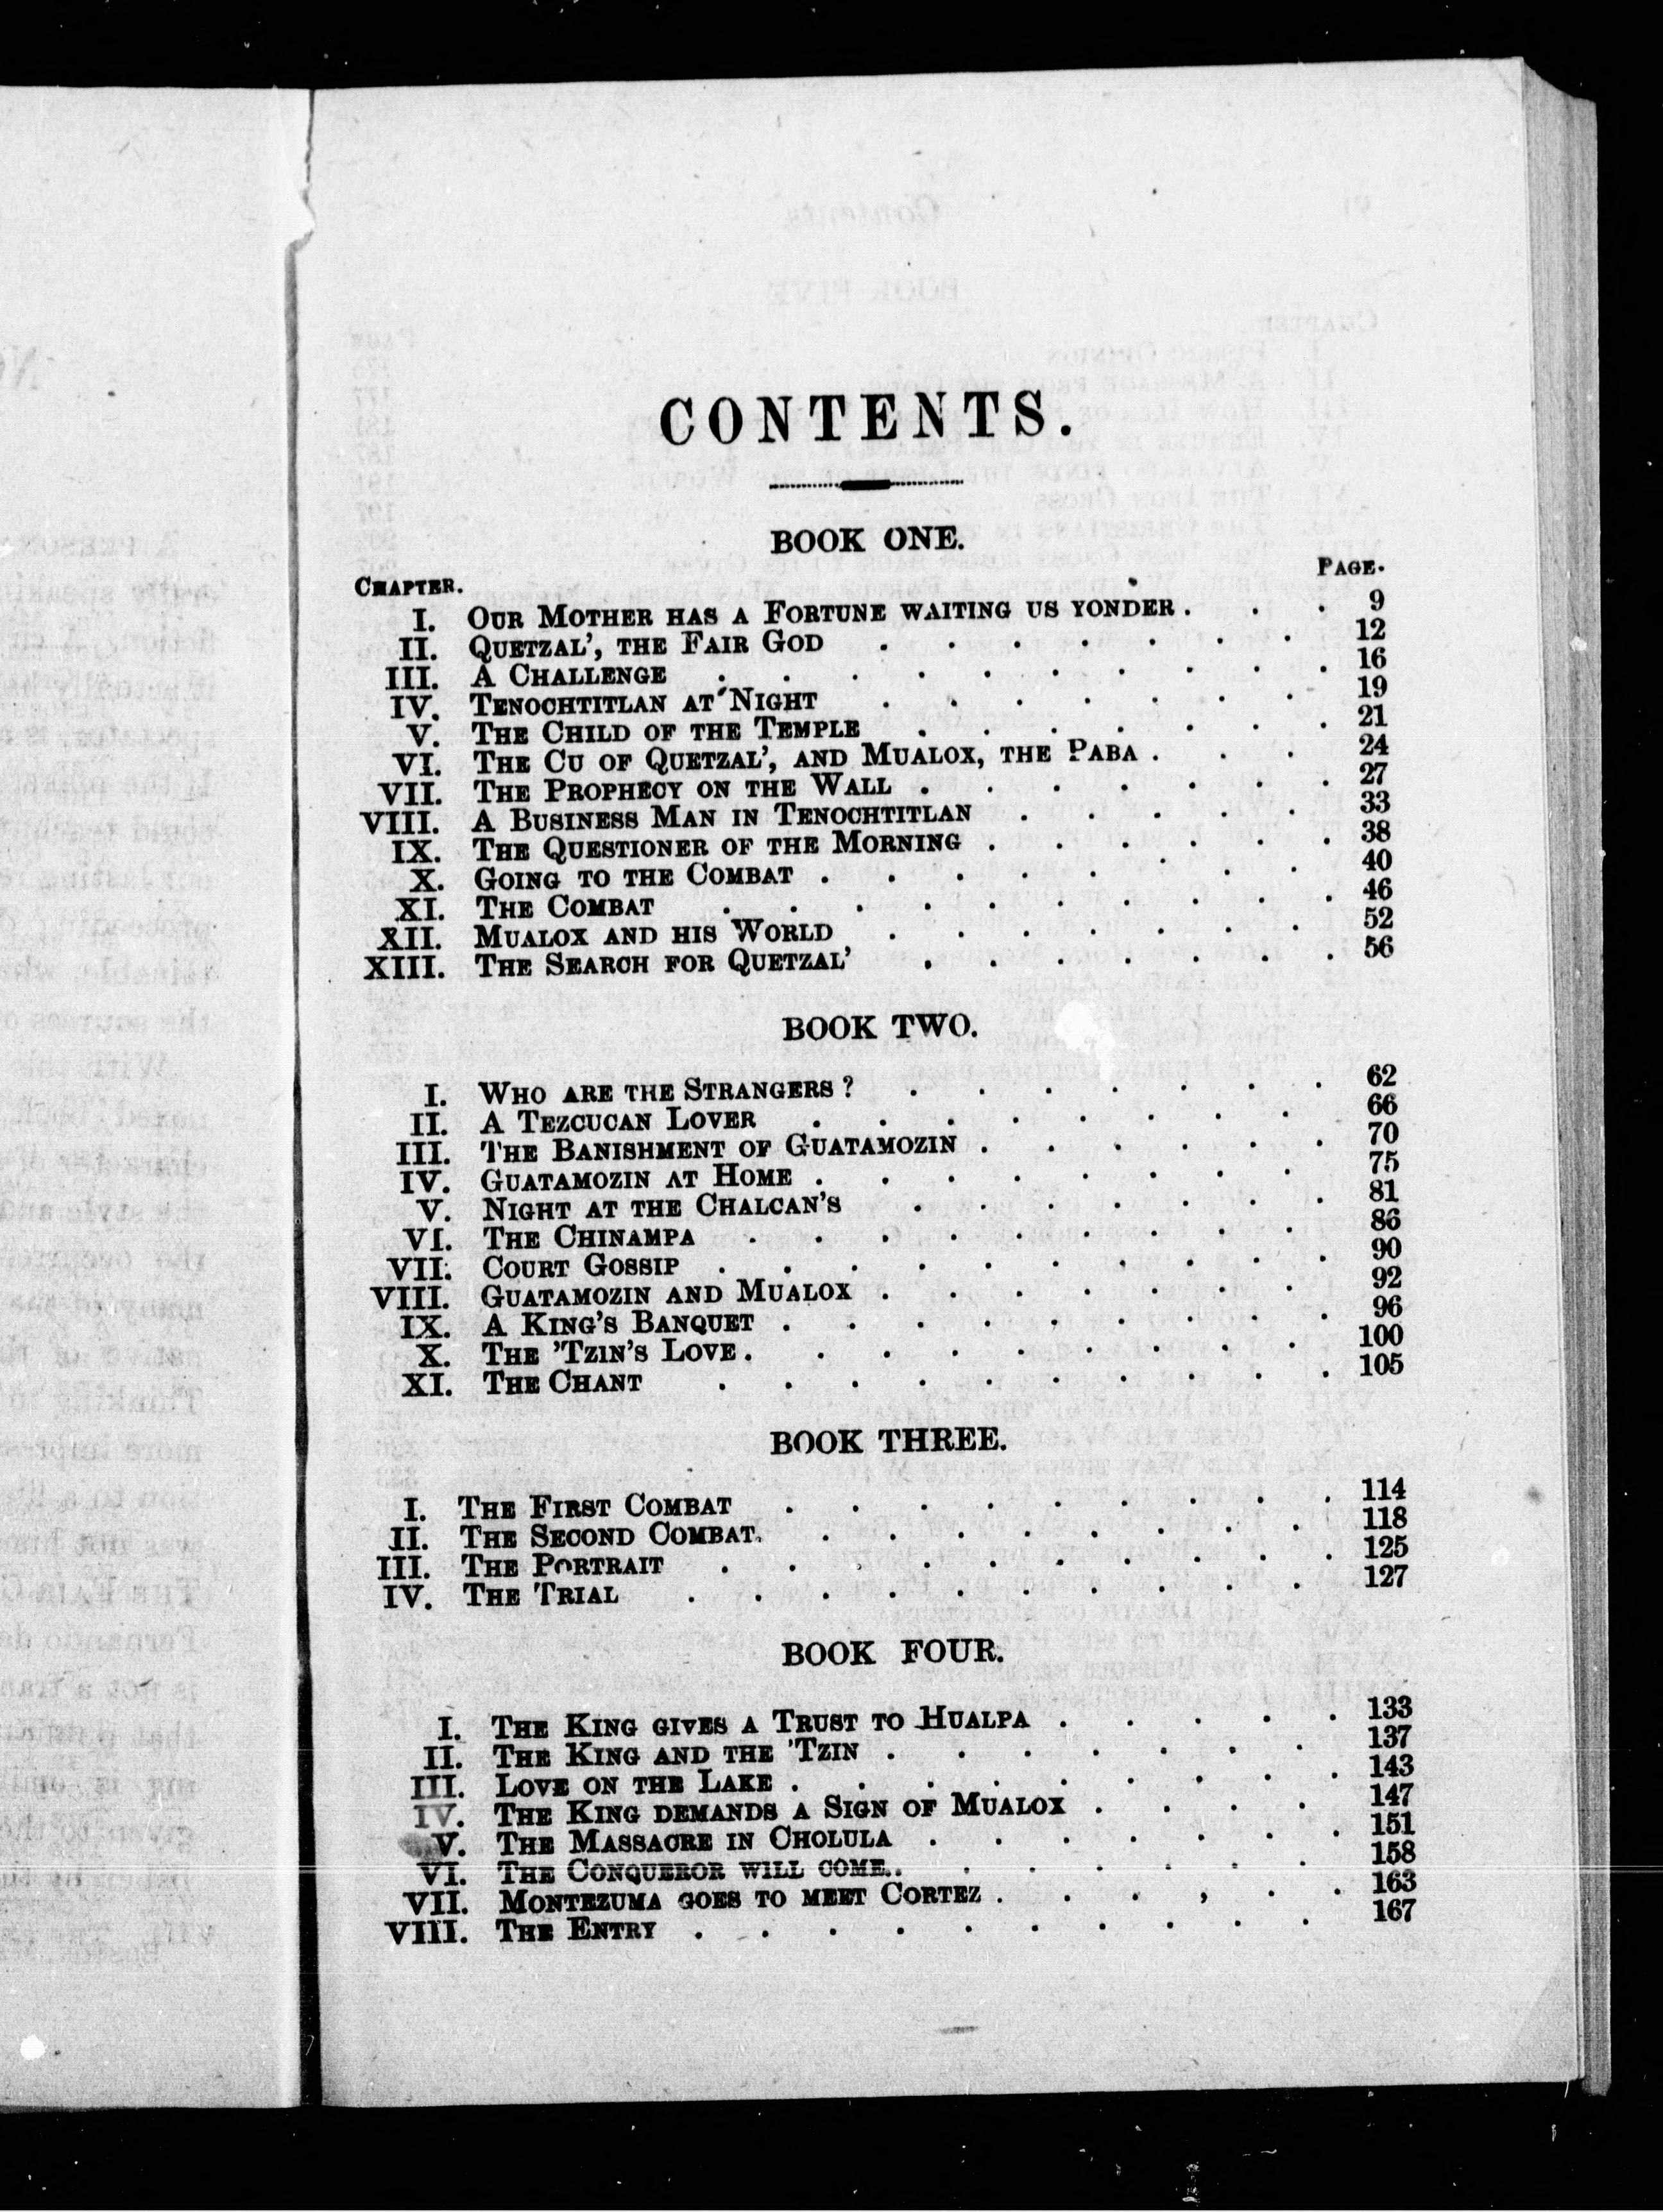 CONTENTS.
BOOK ONE.
CHAPTER. PAGE.
I. OUR MOTHER HAS A FORTUNE WAITING US YONDER . . . 9
II. QUETZAL', THE FAIR GOD . . . . . . . 12
III. A CHALLENGE . . . . . . . . . . 16
IV. TENOCHTITLAN AT NIGHT . . . . . . . 19
V. THE CHILD OF THE TEMPLE . . . . . . . 21
VI. THE CU OF QUETZAL', AND MUALOX, THE PABA . . . 24
VII. THE PROPHECY ON THE WALL . . . . . . . 27
VIII. A BUSINESS MAN IN TENOCHTITLAN . . . . . 33
IX. THE QUESTIONER OF THE MORNING . . . . . . 38
X. GOING TO THE COMBAT . . . . . . . . 40
XI. THE COMBAT . . . . . . . . . . 46
XII. MUALOX AND HIS WORLD . . . . . . . 52
XIII. THE SEARCH FOR QUETZAL' . . . . . . . 56
BOOK TWO.
I. WHO ARE THE STRANGERS? . . . . . . . 62
II. A TEZCUCAN LOVER . . . . . . . . 66
III. THE BANISHMENT OF GUATAMOZIN . . . . . . 70
IV. GUATAMOZIN AT HOME . . . . . . . . 75
V. NIGHT AT THE CHALCAN'S . . . . . . . 81
VI. THE CHINAMPA . . . . . . . . . 86
VII. COURT GOSSIP . . . . . . . . . . 90
VIII. GUATAMOZIN AND MUALOX . . . . . . . 92
IX. A KING'S BANQUET . . . . . . . . . 96
X. THE 'TZIN'S LOVE . . . . . . . . . 100
XI. THE CHANT . . . . . . . . . . 105
BOOK THREE.
I. THE FIRST COMBAT . . . . . . . . . 114
II. THE SECOND COMBAT . . . . . . . . 118
III. THE PORTRAIT . . . . . . . . . . 125
IV. THE TRIAL . . . . . . . . . . 127
BOOK FOUR.
I. THE KING GIVES A TRUST TO HUALPA . . . . . 133
II. THE KING AND THE 'TZIN . . . . . . . 137
III. LOVE ON THE LAKE . . . . . . . . . 143
IV. THE KING DEMANDS A SIGN OF MUALOX . . . . 147
V. THE MASSACRE IN CHOLULA . . . . . . . 151
VI. THE CONQUEROR WILL COME . . . . . . . 158
VII. MONTEZUMA GOES TO MEET CORTEZ . . . . . . 163
VIII. THE ENTRY . . . . . . . . . . 167